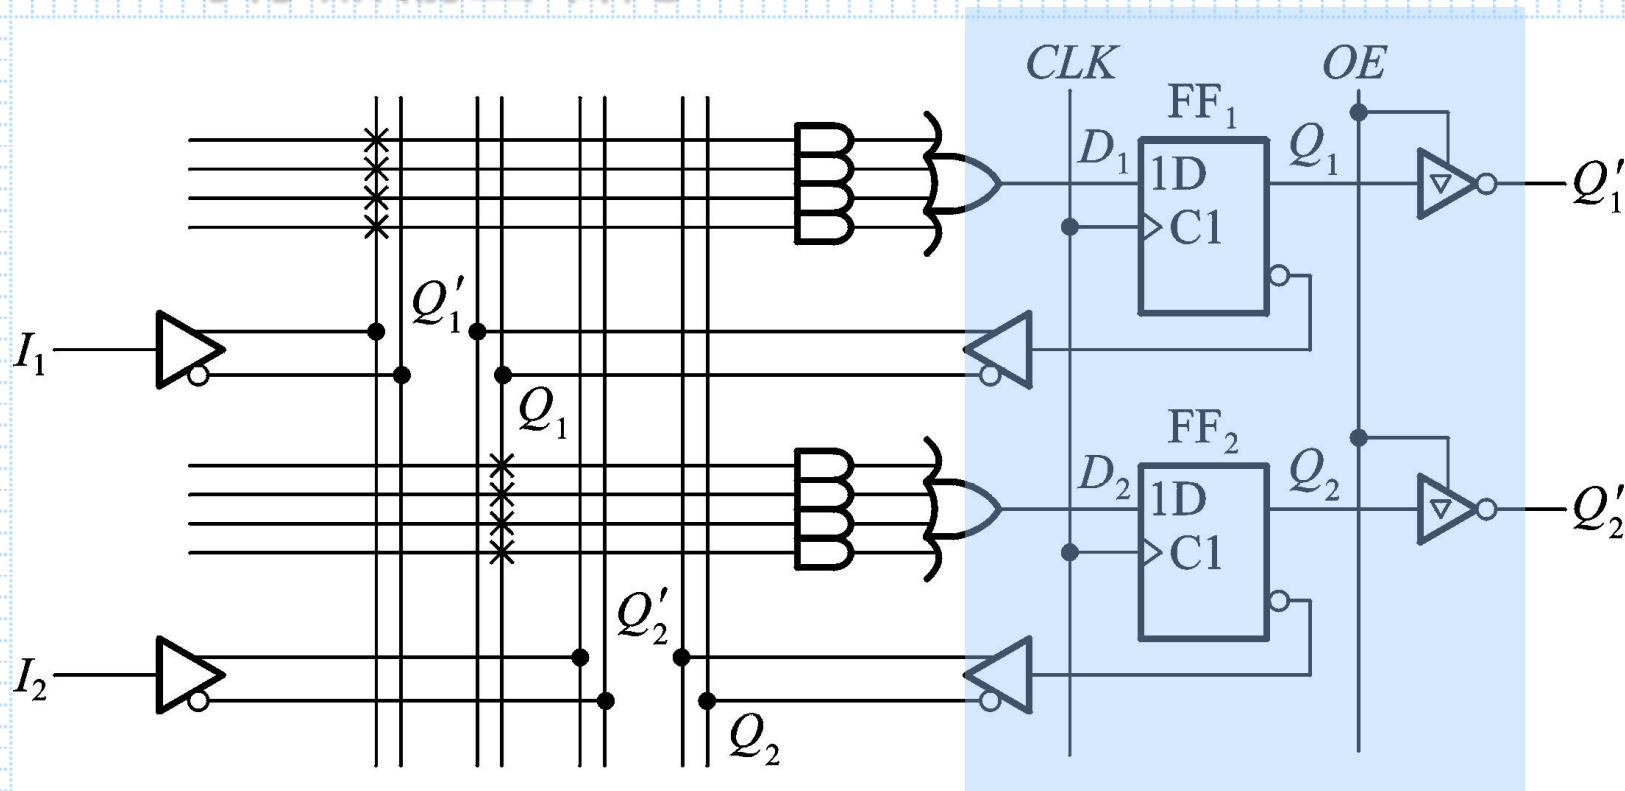 CLK
OE
FF₁
D₁
1D
Q₁
Q₁′
C1
Q₁′
I₁
Q₁
FF₂
D₂
1D
Q₂
Q₂′
C1
Q₂′
I₂
Q₂